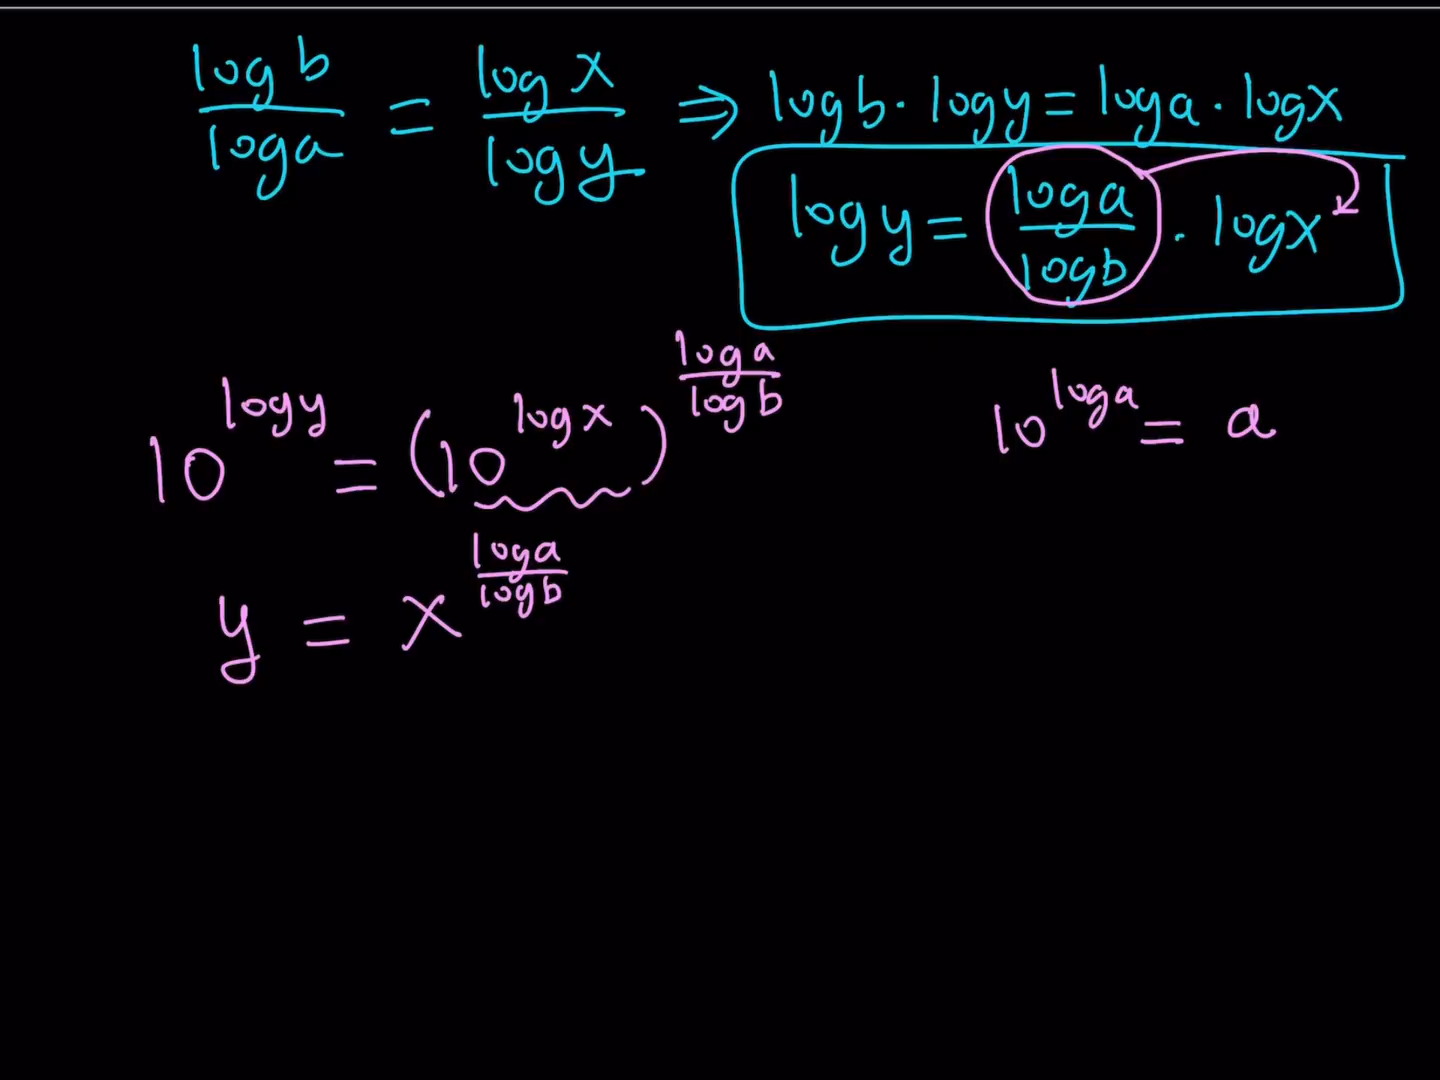 log b / log a = log x / log y ⇒ log b · log y = log a · log x
log y = log a / log b · log x
10^(log y) = (10^(log x))^(log a / log b)
10^(log a) = a
y = x^(log a / log b)